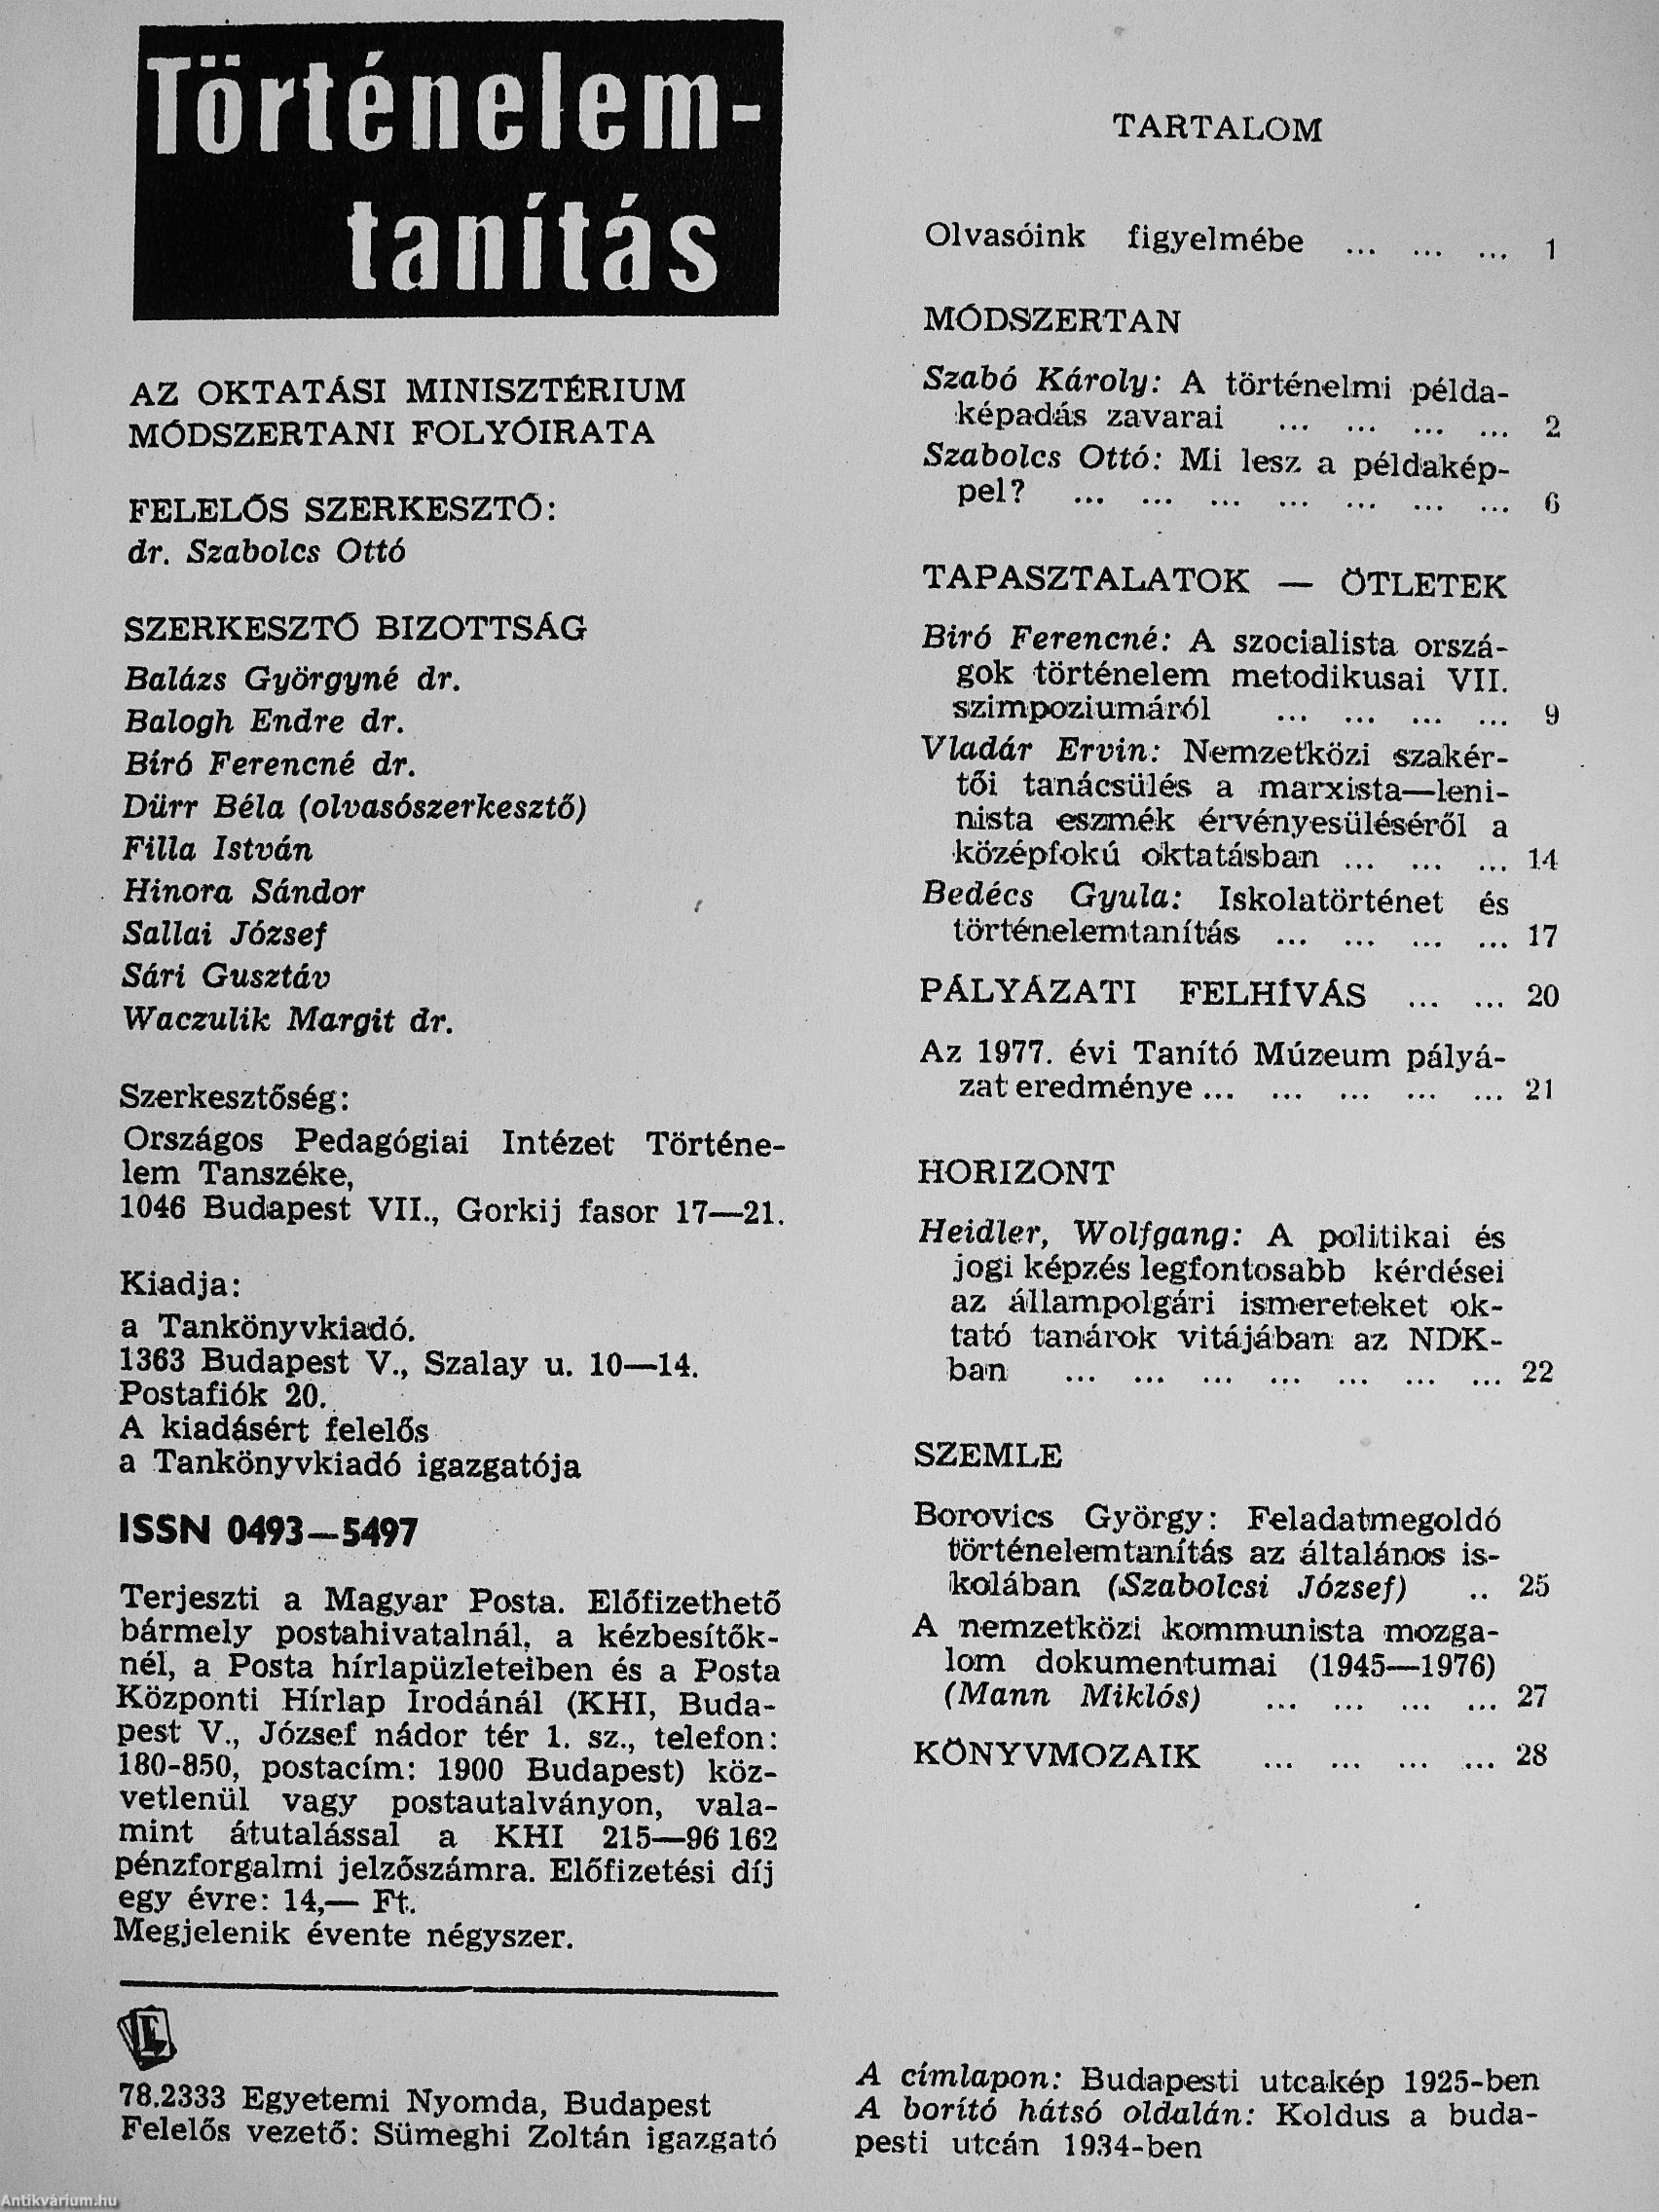 Történelem-
tanítás
AZ OKTATÁSI MINISZTÉRIUM
MÓDSZERTANI FOLYÓIRATA
FELELŐS SZERKESZTŐ:
dr. Szabolcs Ottó
SZERKESZTŐ BIZOTTSÁG
Balázs Györgyné dr.
Balogh Endre dr.
Bíró Ferencné dr.
Dürr Béla (olvasószerkesztő)
Filla István
Hinora Sándor
Sallai József
Sári Gusztáv
Waczulik Margit dr.
Szerkesztőség:
Országos Pedagógiai Intézet Történe-
lem Tanszéke,
1046 Budapest VII., Gorkij fasor 17—21.
Kiadja:
a Tankönyvkiadó.
1363 Budapest V., Szalay u. 10—14.
Postafiók 20.
A kiadásért felelős
a Tankönyvkiadó igazgatója
ISSN 0493—5497
Terjeszti a Magyar Posta. Előfizethető
bármely postahivatalnál, a kézbesítők-
nél, a Posta hírlapüzleteiben és a Posta
Központi Hírlap Irodánál (KHI, Buda-
pest V., József nádor tér 1. sz., telefon:
180-850, postacím: 1900 Budapest) köz-
vetlenül vagy postautalványon, vala-
mint átutalással a KHI 215—96 162
pénzforgalmi jelzőszámra. Előfizetési díj
egy évre: 14,— Ft.
Megjelenik évente négyszer.
E
78.2333 Egyetemi Nyomda, Budapest
Felelős vezető: Sümeghi Zoltán igazgató
TARTALOM
Olvasóink figyelmébe ... ... ... 1
MÓDSZERTAN
Szabó Károly: A történelmi példa-
képadás zavarai ... ... ... ... 2
Szabolcs Ottó: Mi lesz a példakép-
pel? ... ... ... ... ... ... ... 6
TAPASZTALATOK — ÖTLETEK
Biró Ferencné: A szocialista orszá-
gok történelem metodikusai VII.
szimpoziumáról ... ... ... ... 9
Vladár Ervin: Nemzetközi szakér-
tői tanácsülés a marxista—leni-
nista eszmék érvényesüléséről a
középfokú oktatásban ... ... ... 14
Bedécs Gyula: Iskolatörténet és
történelemtanítás ... ... ... ... 17
PÁLYÁZATI FELHÍVÁS ... ... 20
Az 1977. évi Tanító Múzeum pályá-
zat eredménye ... ... ... ... ... 21
HORIZONT
Heidler, Wolfgang: A politikai és
jogi képzés legfontosabb kérdései
az állampolgári ismereteket ok-
tató tanárok vitájában az NDK-
ban ... ... ... ... ... ... ... 22
SZEMLE
Borovics György: Feladatmegoldó
történelemtanítás az általános is-
kolában (Szabolcsi József) .. 25
A nemzetközi kommunista mozga-
lom dokumentumai (1945—1976)
(Mann Miklós) ... ... ... ... 27
KÖNYVMOZAIK ... ... ... ... 28
A címlapon: Budapesti utcakép 1925-ben
A borító hátsó oldalán: Koldus a buda-
pesti utcán 1934-ben
Antikvárium.hu